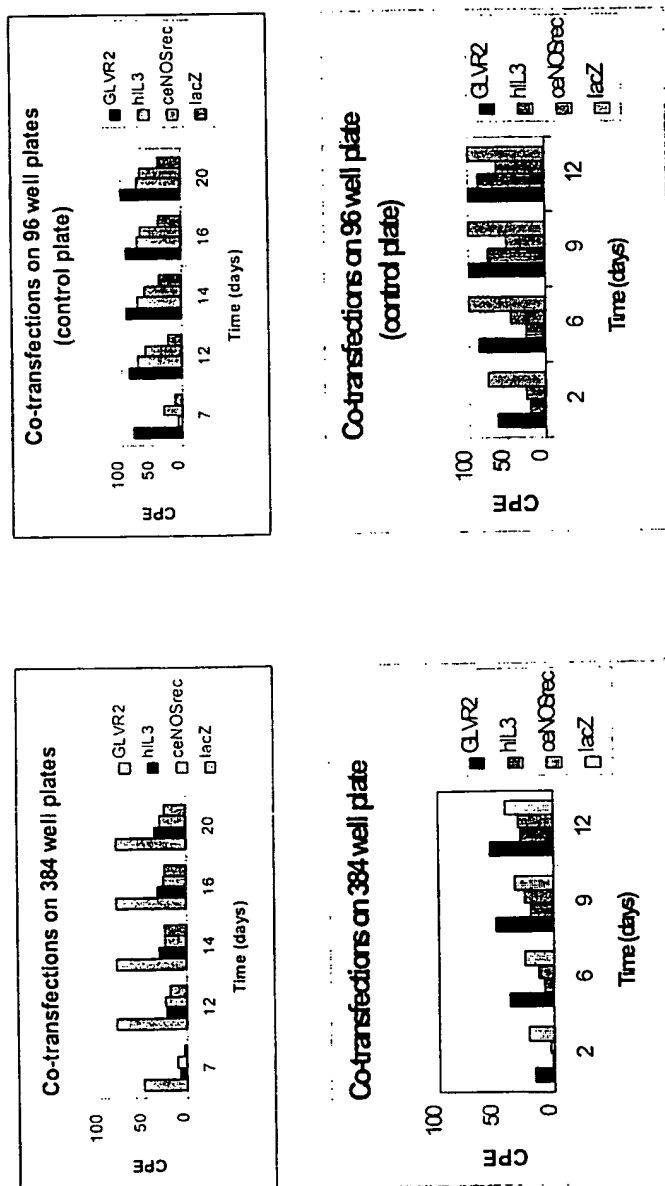 Co-transfections on 384 well plates
100
50
0
CPE
7 12 14 16 20
Time (days)
GLVR2
hIL3
ceNOSrec
lacZ
Co-transfections on 96 well plates
(control plate)
100
50
0
CPE
7 12 14 16 20
Time (days)
GLVR2
hIL3
ceNOSrec
lacZ
Co-transfections on 384 well plate
100
50
0
CPE
2 6 9 12
Time (days)
GLVR2
hIL3
ceNOSrec
lacZ
Co-transfections on 96 well plate
(control plate)
100
50
0
CPE
2 6 9 12
Time (days)
GLVR2
hIL3
ceNOSrec
lacZ